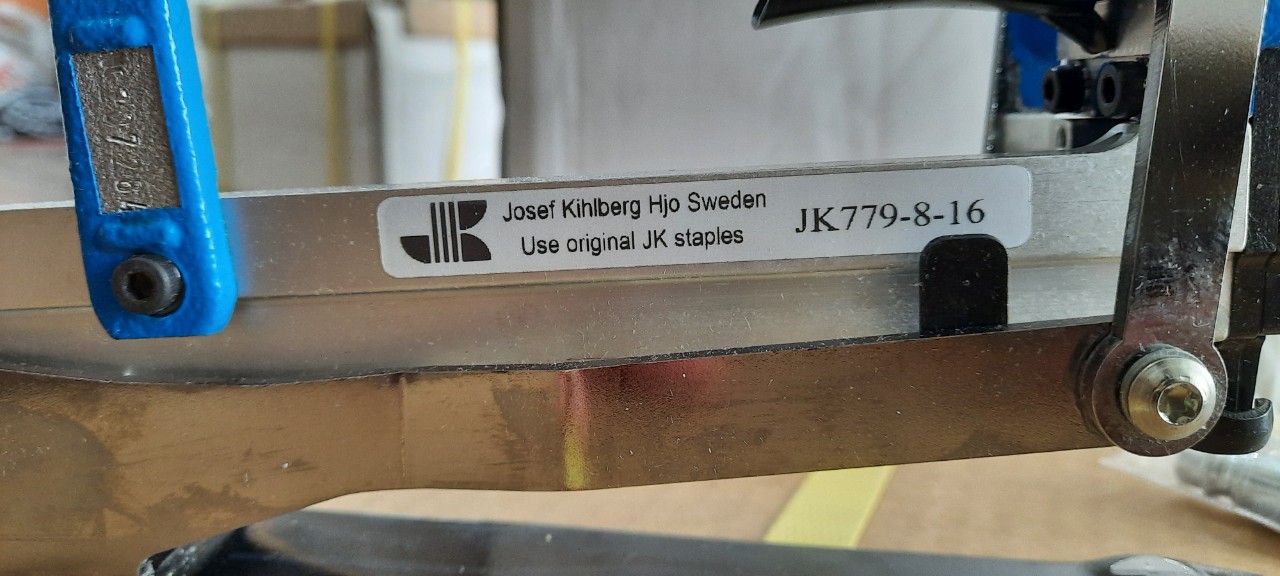 Josef Kihlberg Hjo Sweden
Use original JK staples
JK779-8-16